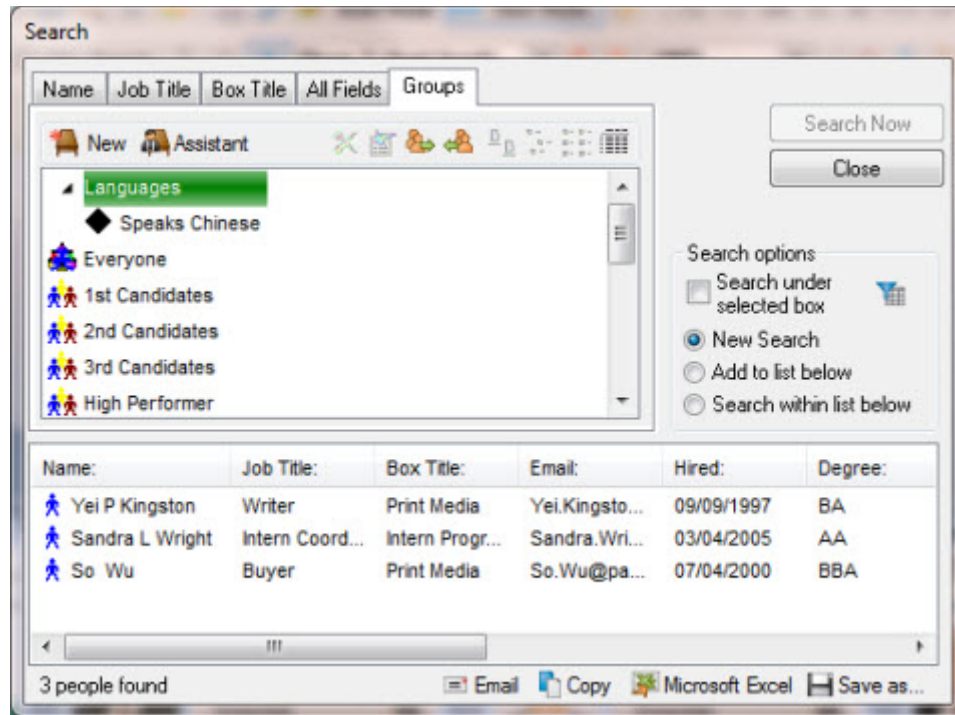 Search
Name Job Title Box Title All Fields Groups
New Assistant
Search Now
Close
Languages
Speaks Chinese
Everyone
1st Candidates
2nd Candidates
3rd Candidates
High Performer
Search options
Search under
selected box
New Search
Add to list below
Search within list below
Name: Job Title: Box Title: Email: Hired: Degree:
Yei P Kingston Writer Print Media Yei.Kingsto... 09/09/1997 BA
Sandra L Wright Intern Coord... Intern Progr... Sandra.Wri... 03/04/2005 AA
So Wu Buyer Print Media So.Wu@pa... 07/04/2000 BBA
3 people found Email Copy Microsoft Excel Save as...